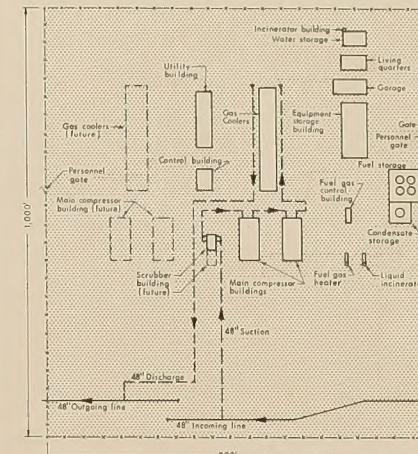 Incinerator building
Water storage
Living
quarters
Utility
building
Garage
Gas coolers
(future)
Gas
Coolers
Equipment
storage
building
Gate
Personnel
gate
Control building
Fuel storage
Personnel
gate
Fuel gas
control
building
Main compressor
building (future)
1,000'
Condensate
storage
Scrubber
building
(future)
Main compressor
buildings
Fuel gas
heater
Liquid
incinerato
48" Suction
48" Discharge
48" Outgoing line
48" Incoming line